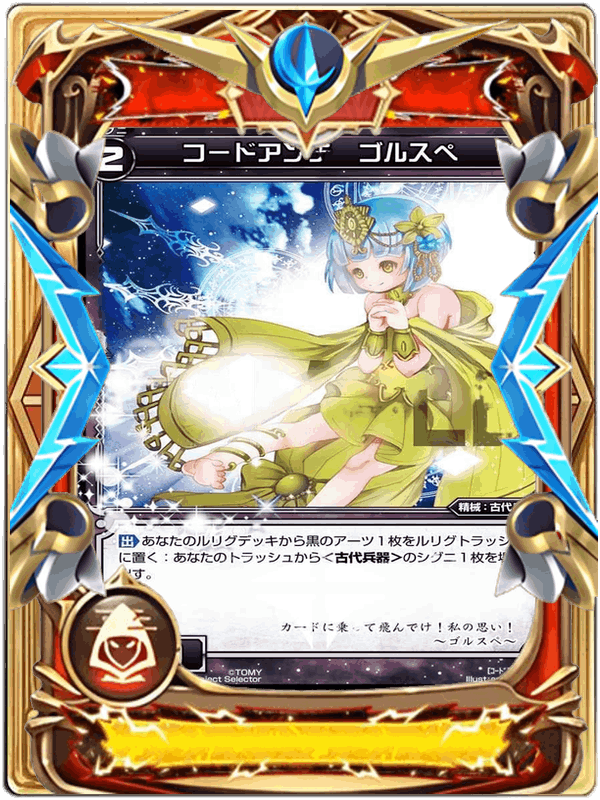 2
コードアンチ ゴルスペ
精械:古代
出 あなたのルリグデッキから黒のアーツ1枚をルリグトラッシ
に置く:あなたのトラッシュから<古代兵器>のシグニ1枚を場
す。
カードに乗って飛んでけ!私の思い!
~ゴルスペ~
©TOMY
lect Selector
Illust: